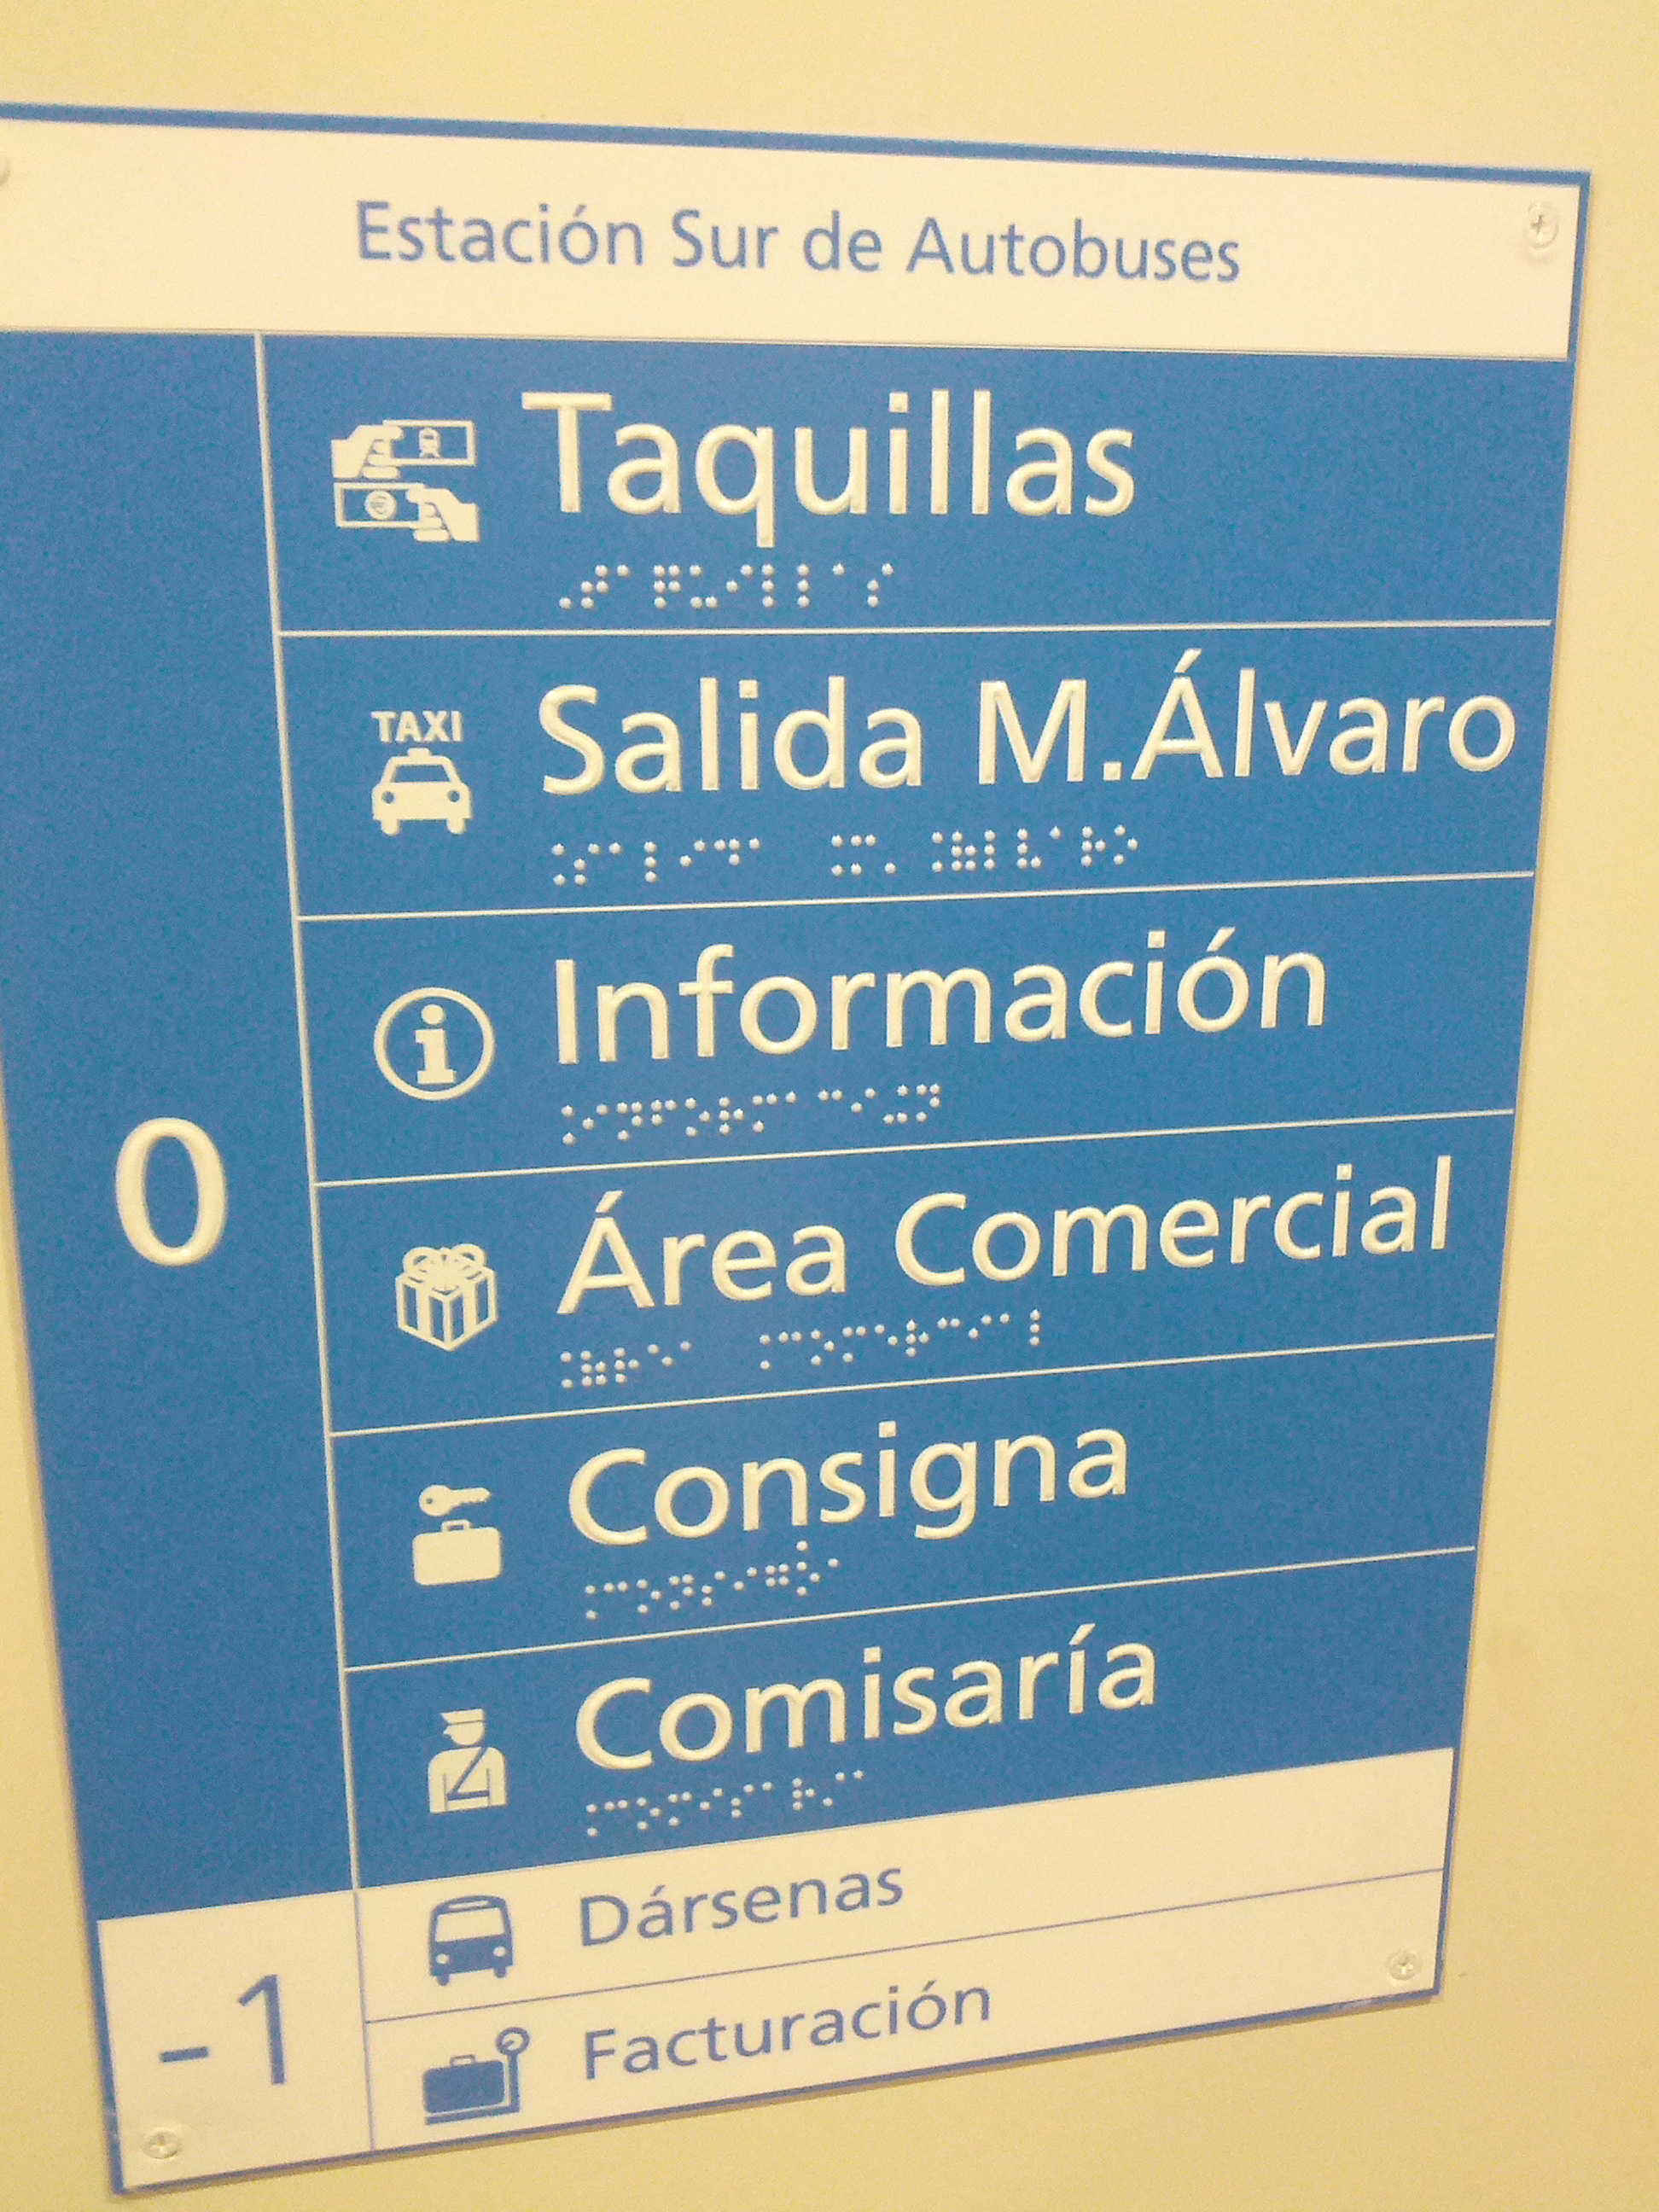 Estación Sur de Autobuses
0
Taquillas
TAXI
Salida M.Álvaro
Información
Área Comercial
Consigna
Comisaría
-1
Dársenas
Facturación